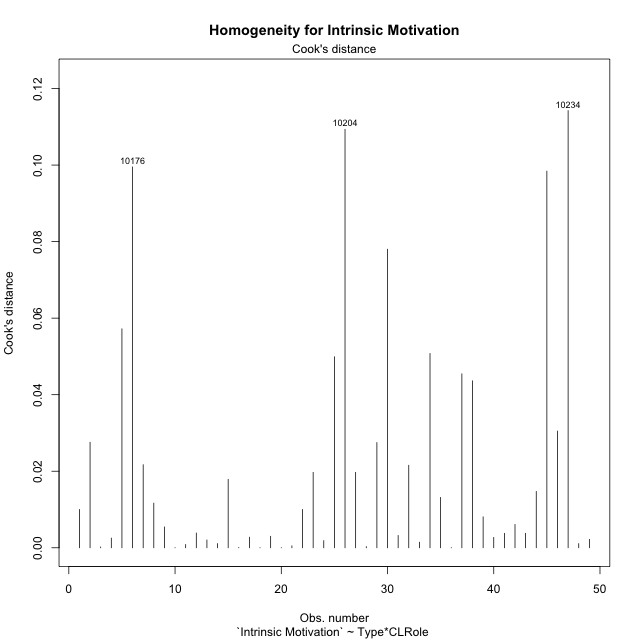 Homogeneity for Intrinsic Motivation
Cook's distance
Cook's distance
0.12
0.10
0.08
0.06
0.04
0.02
0.00
10176
10204
10234
0 10 20 30 40 50
Obs. number
`Intrinsic Motivation` ~ Type*CLRole